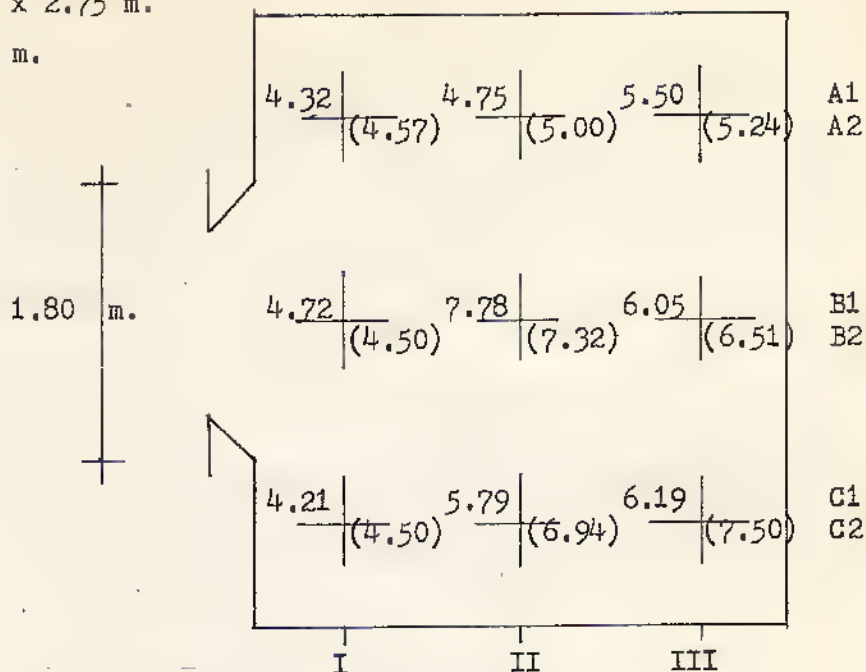 x 2.75 m.
m.
4.32 4.75 5.50 A1
(4.57) (5.00) (5.24) A2
1.80 m. 4.72 7.78 6.05 B1
(4.50) (7.32) (6.51) B2
4.21 5.79 6.19 C1
(4.50) (6.94) (7.50) C2
I II III